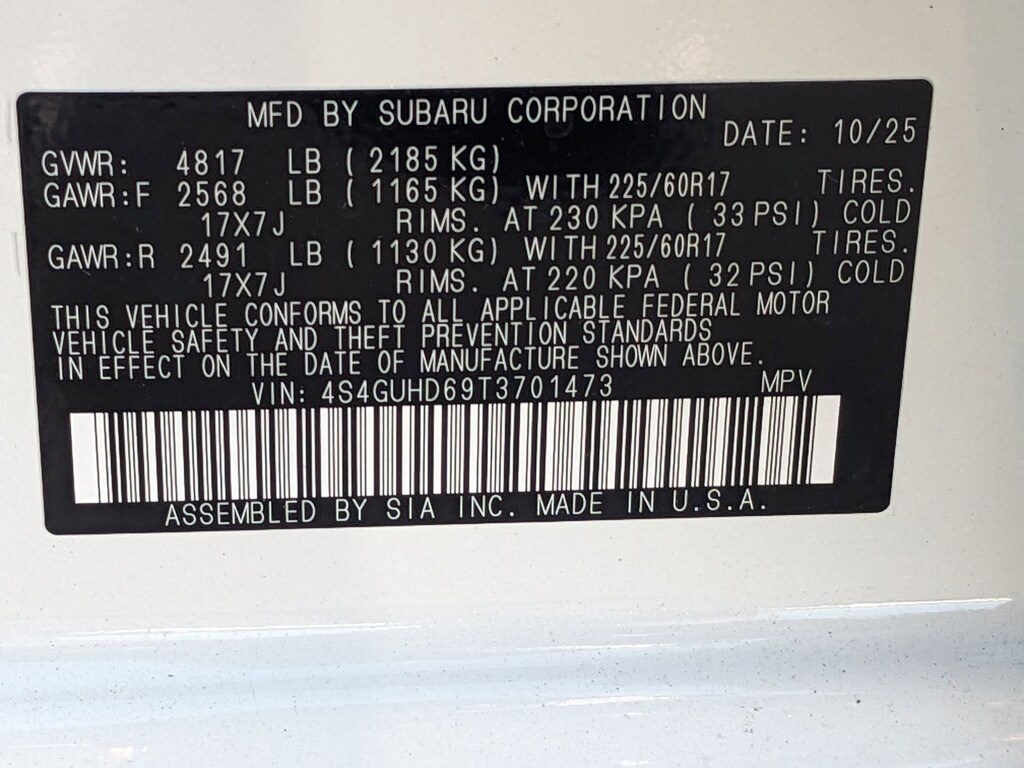 MFD BY SUBARU CORPORATION
DATE: 10/25
GVWR: 4817 LB ( 2185 KG)
GAWR:F 2568 LB ( 1165 KG) WITH 225/60R17 TIRES.
17X7J RIMS. AT 230 KPA ( 33 PSI) COLD
GAWR:R 2491 LB ( 1130 KG) WITH 225/60R17 TIRES.
17X7J RIMS. AT 220 KPA ( 32 PSI) COLD
THIS VEHICLE CONFORMS TO ALL APPLICABLE FEDERAL MOTOR
VEHICLE SAFETY AND THEFT PREVENTION STANDARDS
IN EFFECT ON THE DATE OF MANUFACTURE SHOWN ABOVE.
VIN: 4S4GUHD69T3701473 MPV
ASSEMBLED BY SIA INC. MADE IN U.S.A.